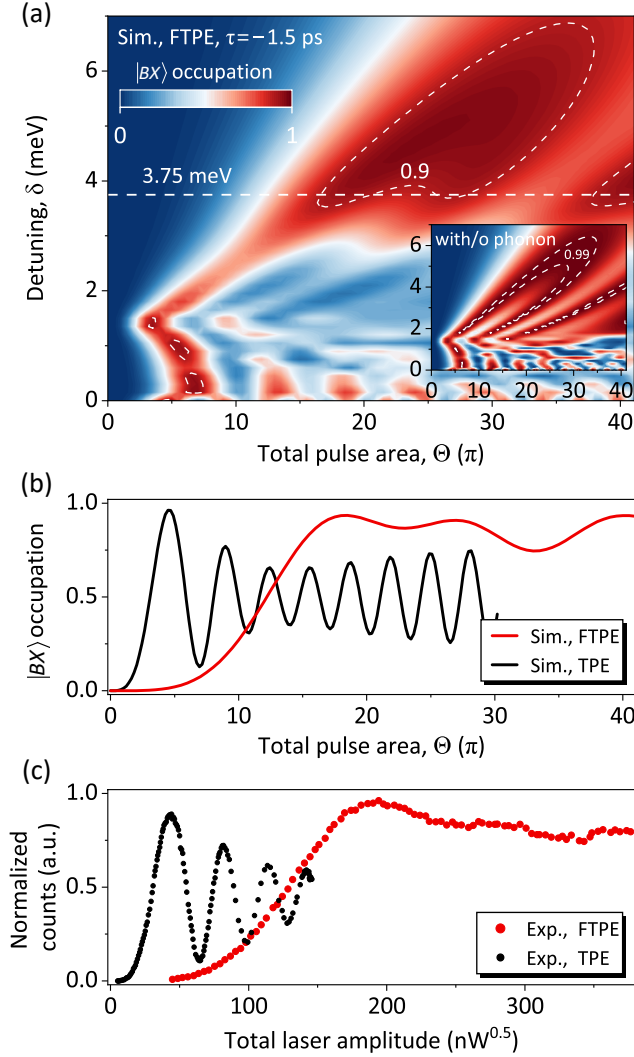 (a)
Sim., FTPE, τ=−1.5 ps
|BX⟩ occupation
0 1
3.75 meV
0.9
with/o phonon
0.99
6
4
2
0
0 10 20 30 40
6
4
2
0
Detuning, δ (meV)
0 10 20 30 40
Total pulse area, Θ (π)
(b)
1.0
0.5
0.0
|BX⟩ occupation
Sim., FTPE
Sim., TPE
0 10 20 30 40
Total pulse area, Θ (π)
(c)
1.0
0.5
0.0
Normalized
counts (a.u.)
Exp., FTPE
Exp., TPE
0 100 200 300
Total laser amplitude (nW^0.5)